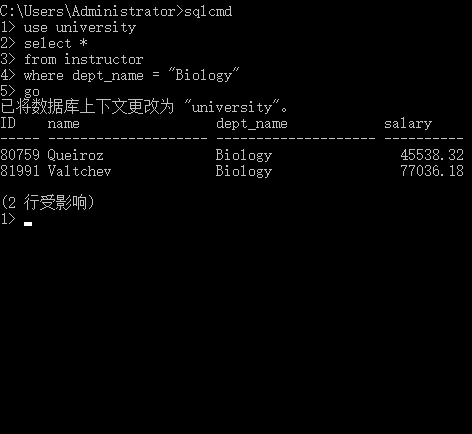 C:\Users\Administrator>sqlcmd
1> use university
2> select *
3> from instructor
4> where dept_name = "Biology"
5> go
已将数据库上下文更改为 "university"。
ID    name                 dept_name            salary
----- -------------------- -------------------- ----------
80759 Queiroz              Biology                45538.32
81991 Valtchev             Biology                77036.18
(2 行受影响)
1>